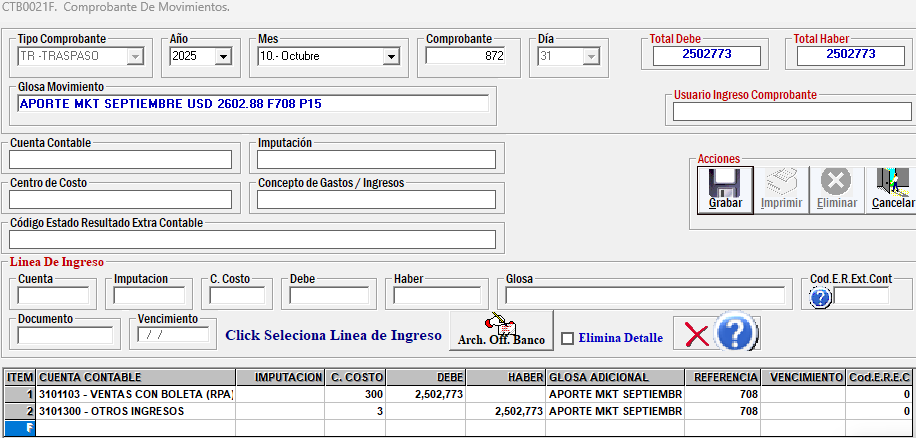 CTB0021F. Comprobante De Movimientos.
Tipo Comprobante Año Mes Comprobante Día Total Debe Total Haber
TR -TRASPASO 2025 10.- Octubre 872 31 2502773 2502773
Glosa Movimiento
APORTE MKT SEPTIEMBRE USD 2602.88 F708 P15
Usuario Ingreso Comprobante
Cuenta Contable Imputación
Centro de Costo Concepto de Gastos / Ingresos
Código Estado Resultado Extra Contable
Acciones
Grabar Imprimir Eliminar Cancelar
Linea De Ingreso
Cuenta Imputacion C. Costo Debe Haber Glosa Cod.E.R.Ext.Cont
Documento Vencimiento
/ /
Click Seleciona Linea de Ingreso
Arch. Off. Banco
Elimina Detalle
ITEM CUENTA CONTABLE IMPUTACION C. COSTO DEBE HABER GLOSA ADICIONAL REFERENCIA VENCIMIENTO Cod.E.RE.C
1 3101103 - VENTAS CON BOLETA (RPA) 300 2,502,773 APORTE MKT SEPTIEMBR 708 0
2 3101300 - OTROS INGRESOS 3 2,502,773 APORTE MKT SEPTIEMBR 708 0
F